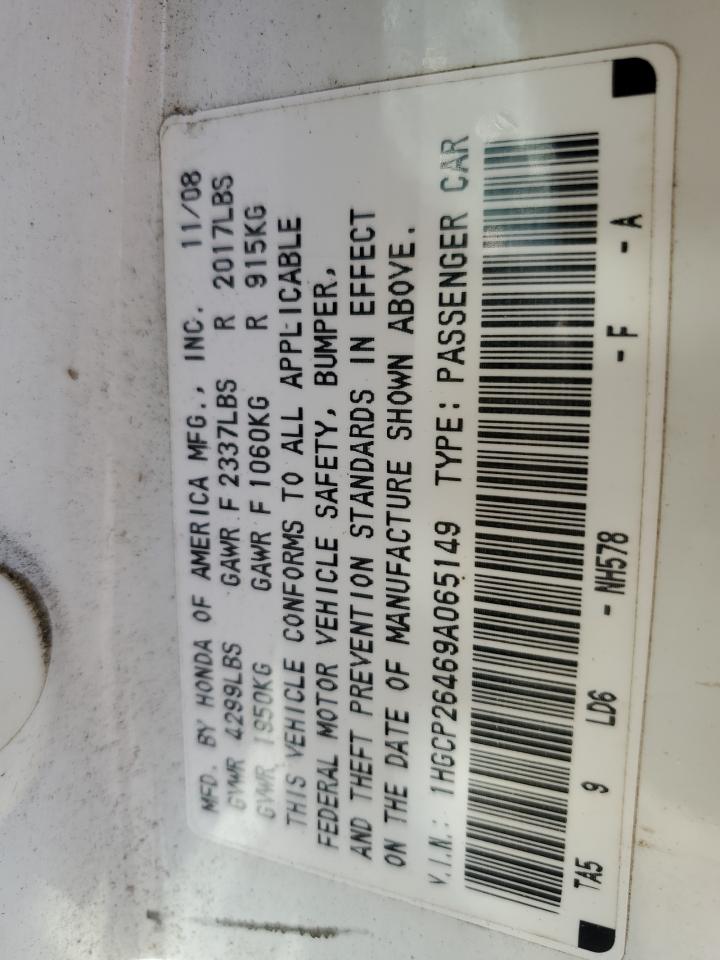 MFD. BY HONDA OF AMERICA MFG., INC. 11/08
GVWR 4299LBS GAWR F 2337LBS R 2017LBS
GVWR 1950KG GAWR F 1060KG R 915KG
THIS VEHICLE CONFORMS TO ALL APPLICABLE
FEDERAL MOTOR VEHICLE SAFETY, BUMPER,
AND THEFT PREVENTION STANDARDS IN EFFECT
ON THE DATE OF MANUFACTURE SHOWN ABOVE.
V.I.N.: 1HGCP26469A065149 TYPE: PASSENGER CAR
TA5 9 LD6 - NH578 - F - A